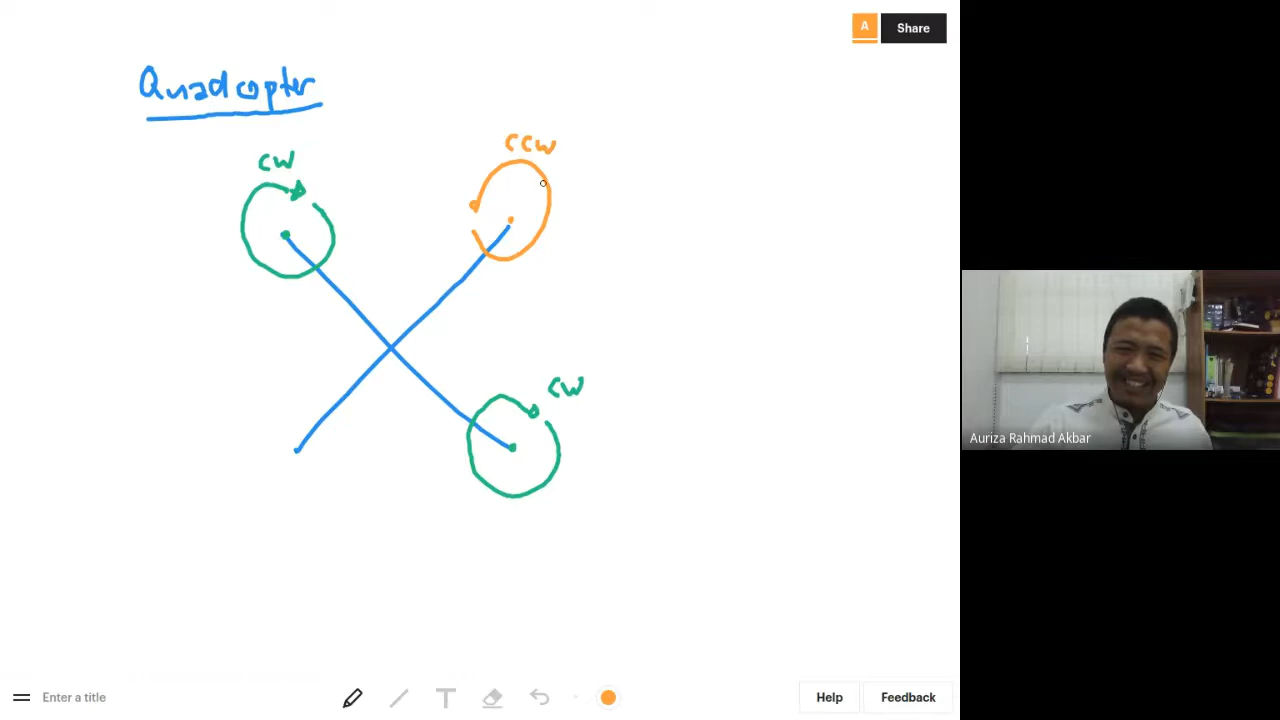 A
Share
Quadcopter
CCW
CW
CW
Auriza Rahmad Akbar
Enter a title
T
Help
Feedback